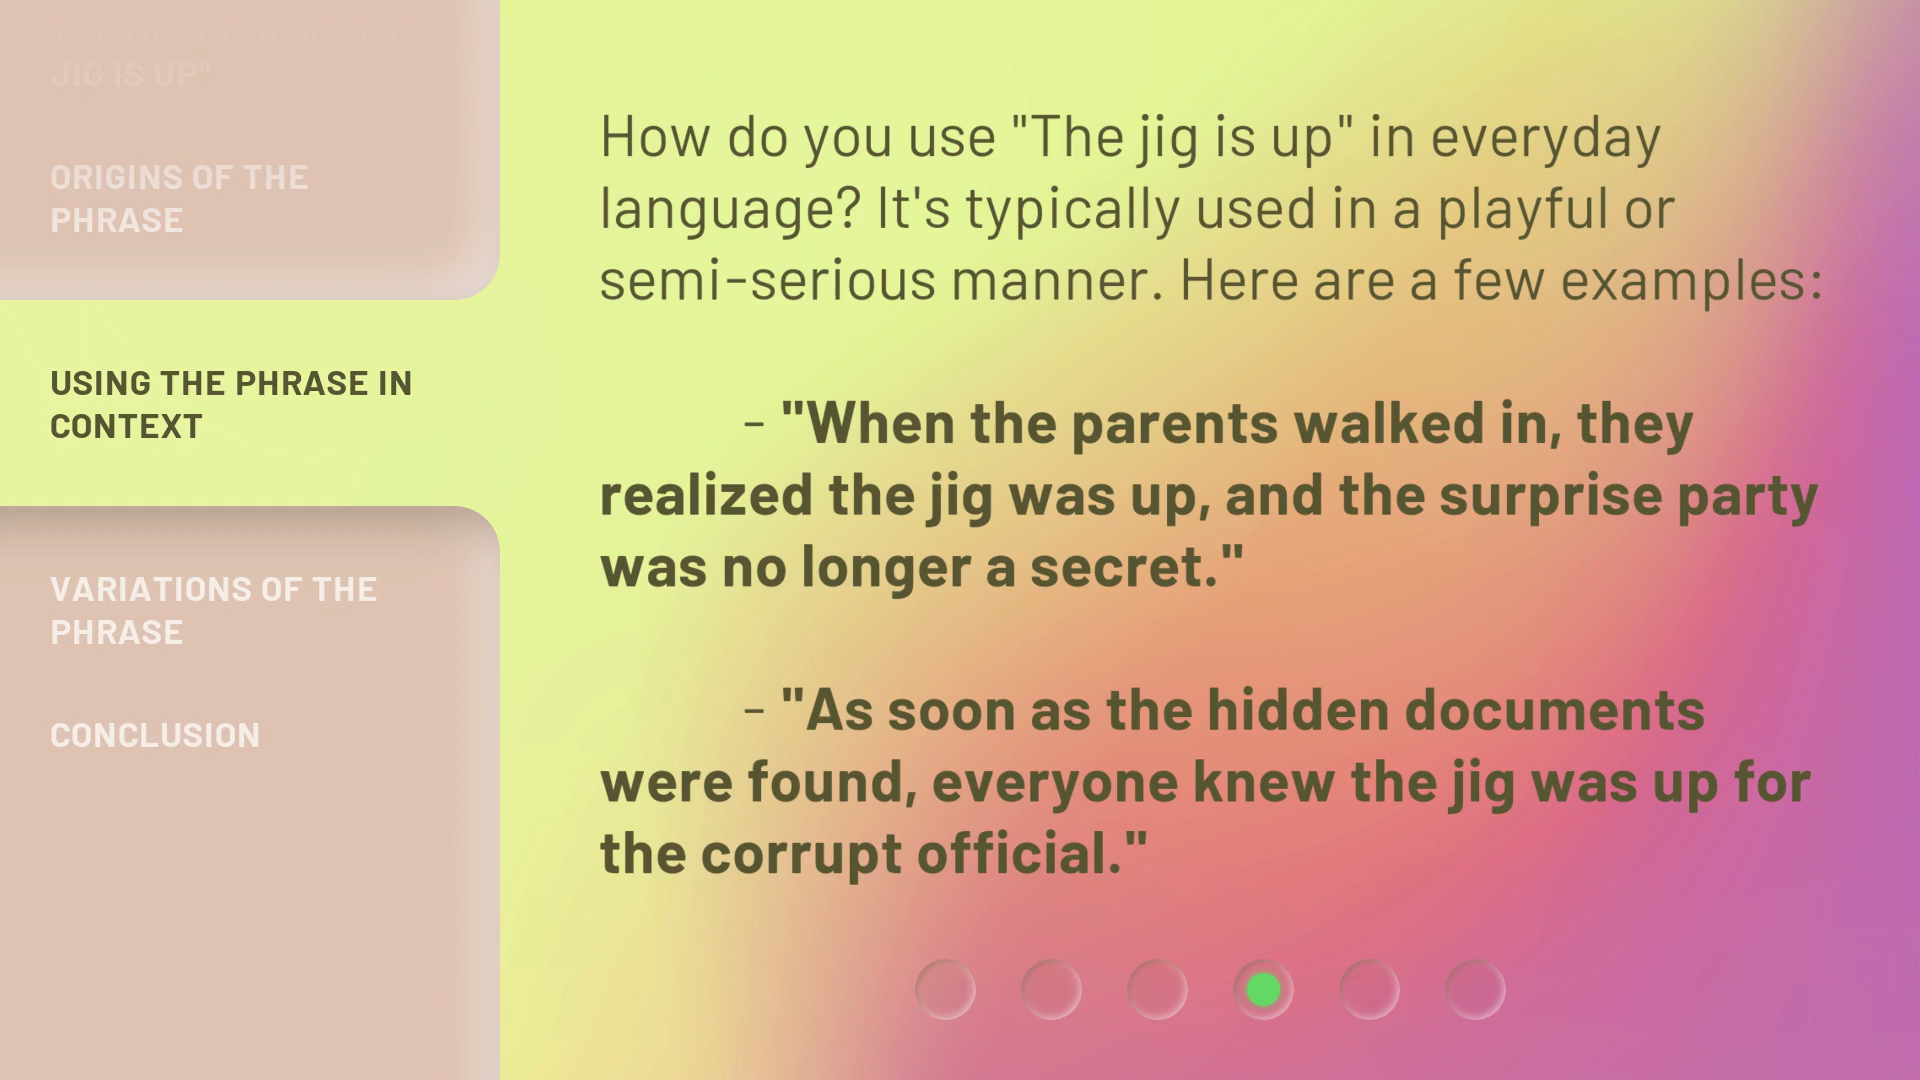 THE MEANING OF "THE
JIG IS UP"
ORIGINS OF THE
PHRASE
USING THE PHRASE IN
CONTEXT
VARIATIONS OF THE
PHRASE
CONCLUSION
How do you use "The jig is up" in everyday
language? It's typically used in a playful or
semi-serious manner. Here are a few examples:
- "When the parents walked in, they
realized the jig was up, and the surprise party
was no longer a secret."
- "As soon as the hidden documents
were found, everyone knew the jig was up for
the corrupt official."